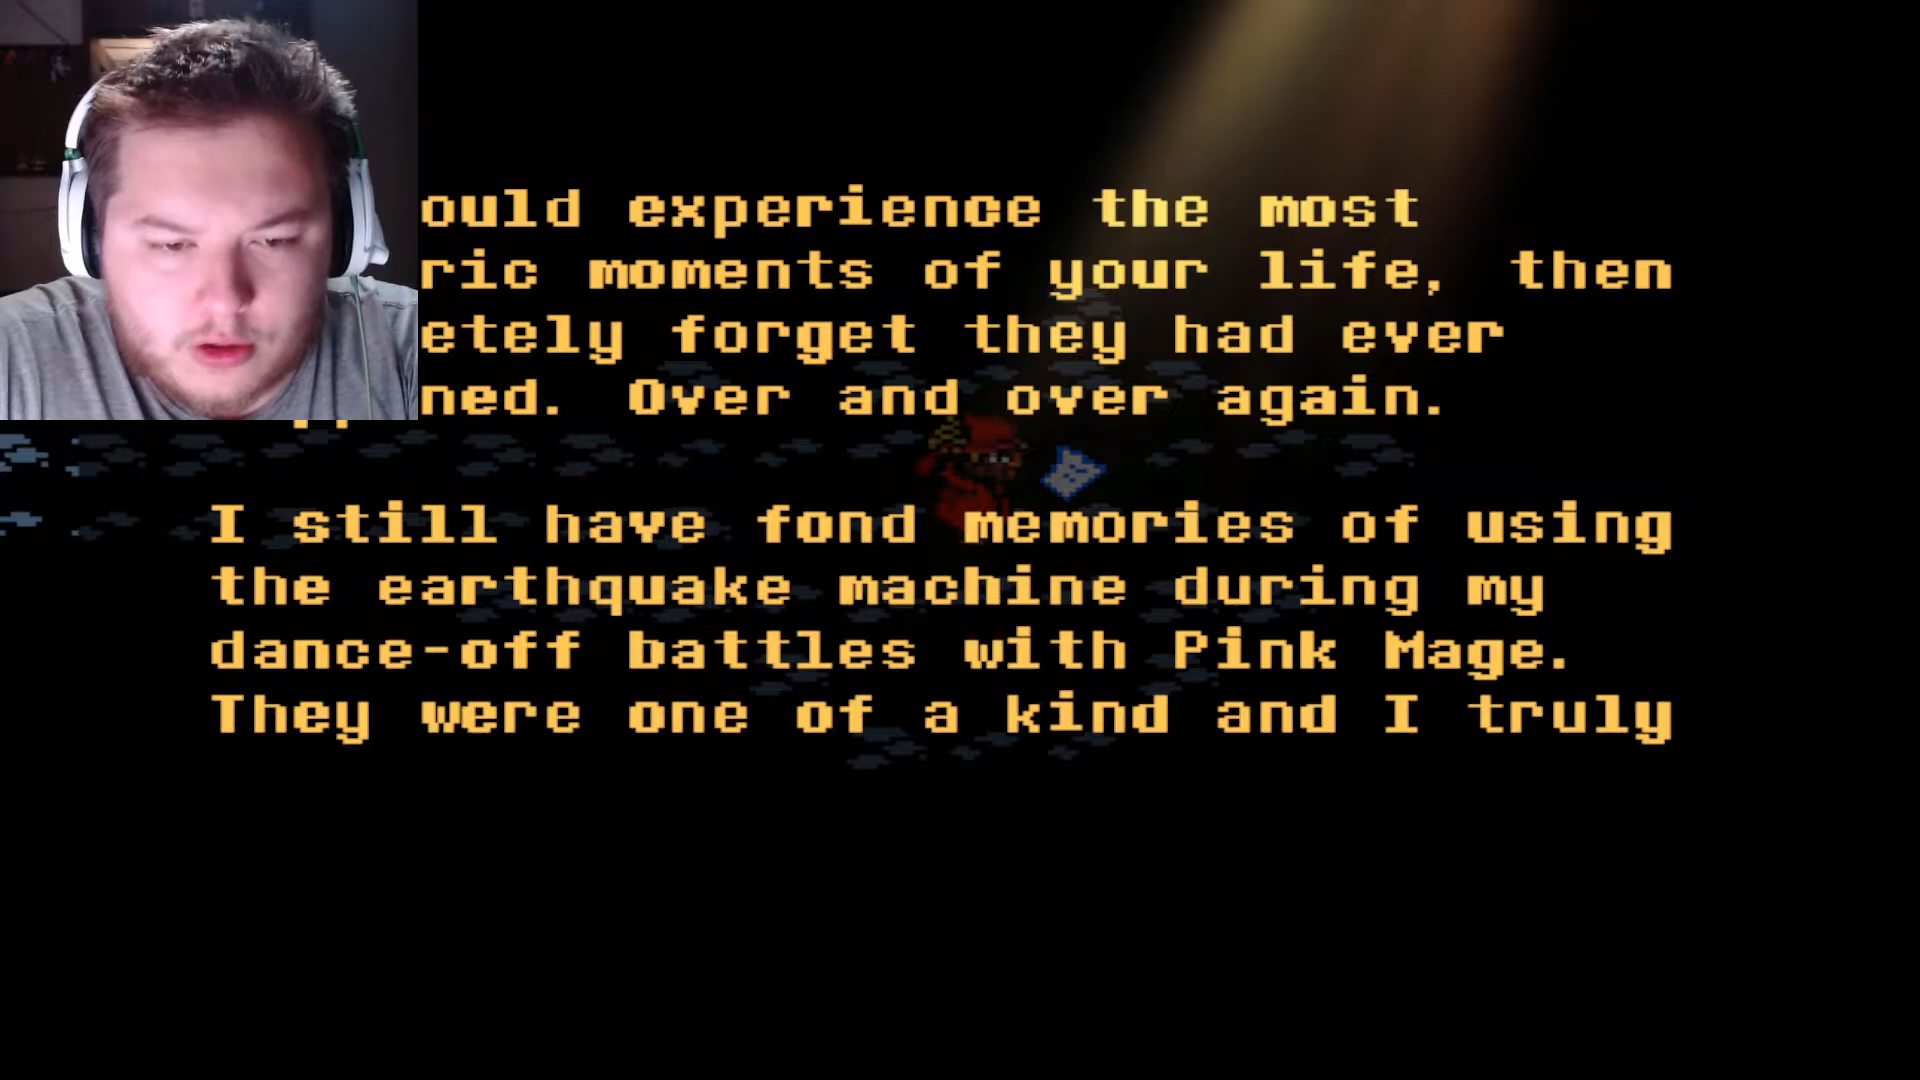 ould experience the most
ric moments of your life, then
etely forget they had ever
ned. Over and over again.
I still have fond memories of using
the earthquake machine during my
dance-off battles with Pink Mage.
They were one of a kind and I truly